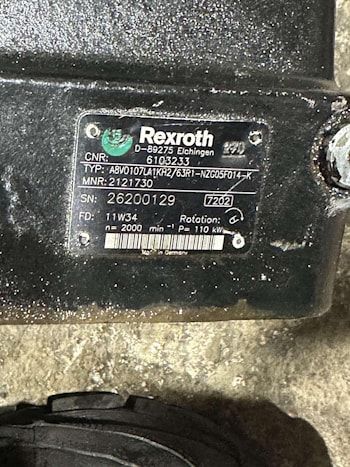 Rexroth
D-89275 Elchingen
CNR: 6103233
TYP: A8VO107LA1KH2/63R1-NZG05F014-K
MNR: 2121730
SN: 26200129 7202
FD: 11W34 Rotation:
n= 2000 min⁻¹ P= 110 kW
Made in Germany